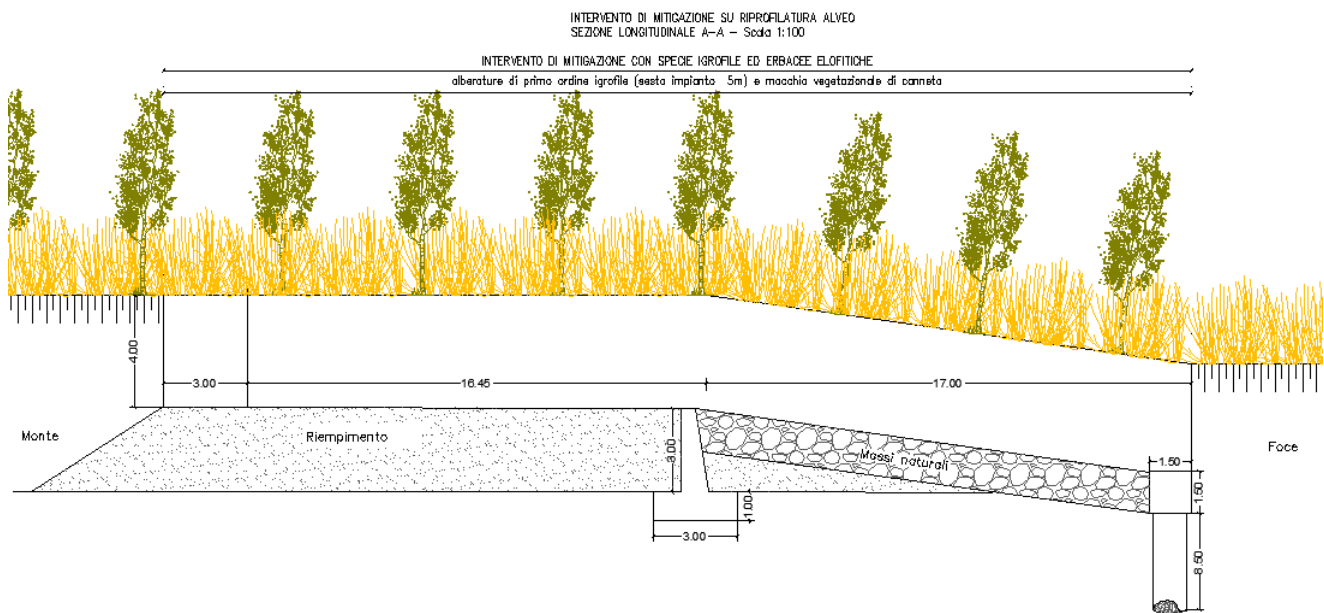 INTERVENTO DI MITIGAZIONE SU RIPROFILATURA ALVEO
SEZIONE LONGITUDINALE A-A - Scala 1:100
INTERVENTO DI MITIGAZIONE CON SPECIE IGROFILE ED ERBACEE ELOFITICHE
alberature di primo ordine igrofile (sesto impianto 5m) e macchia vegetazionale di canneto
4.00
3.00
16.45
17.00
Monte
Riempimento
3.00
Massi naturali
1.50
Foce
1.50
1.00
3.00
8.50